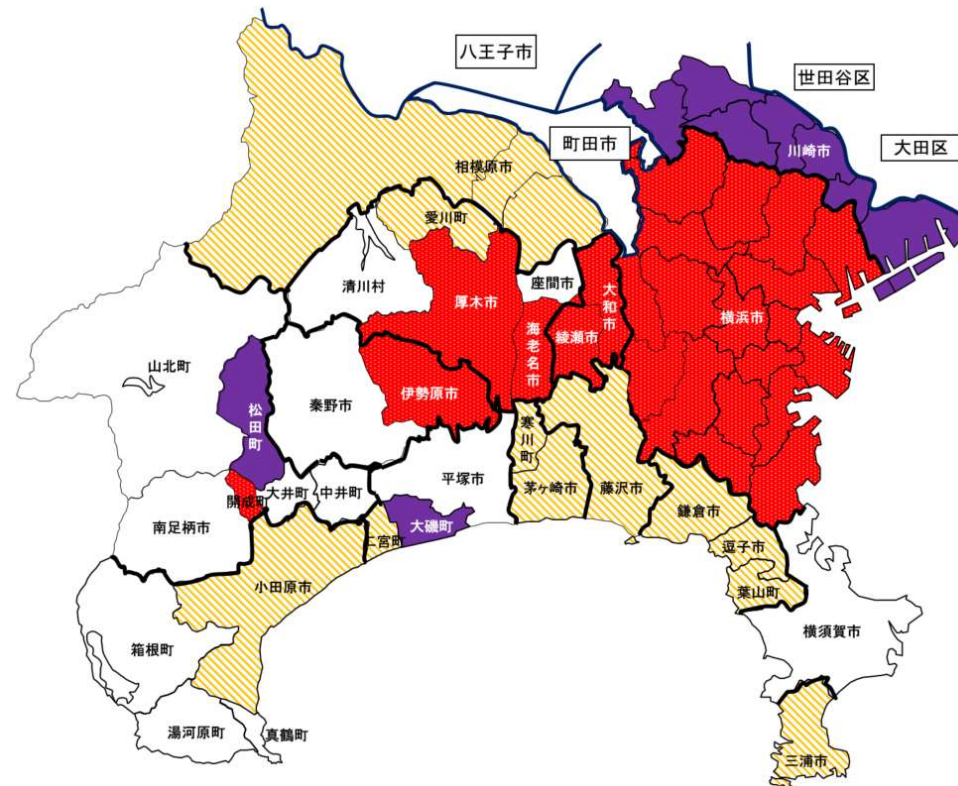 八王子市
世田谷区
町田市
川崎市
大田区
相模原市
愛川町
清川村
座間市
大和市
厚木市
海老名市
綾瀬市
横浜市
山北町
伊勢原市
秦野市
松田町
寒川町
平塚市
茅ヶ崎市
藤沢市
大井町
中井町
開成町
南足柄市
大磯町
鎌倉市
二宮町
逗子市
小田原市
葉山町
横須賀市
箱根町
湯河原町
真鶴町
三浦市